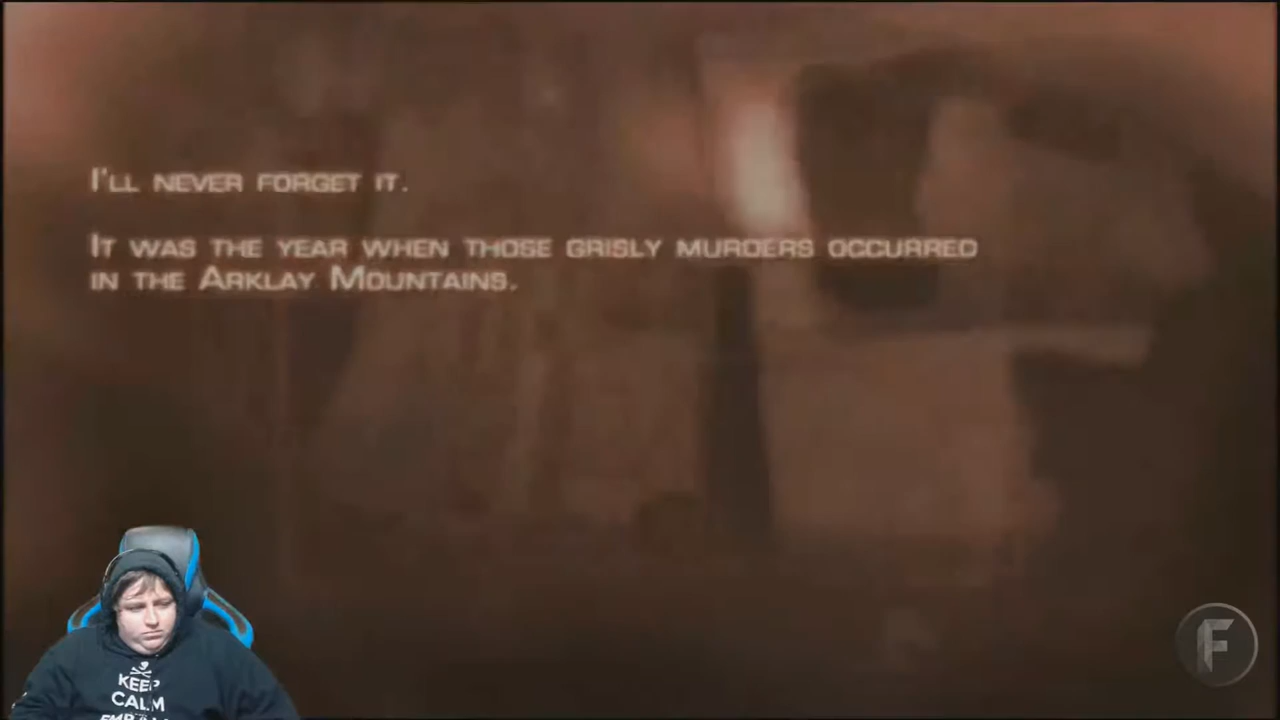 I'll never forget it.
It was the year when those grisly murders occurred
in the Arklay Mountains.
KEEP
CALM
F